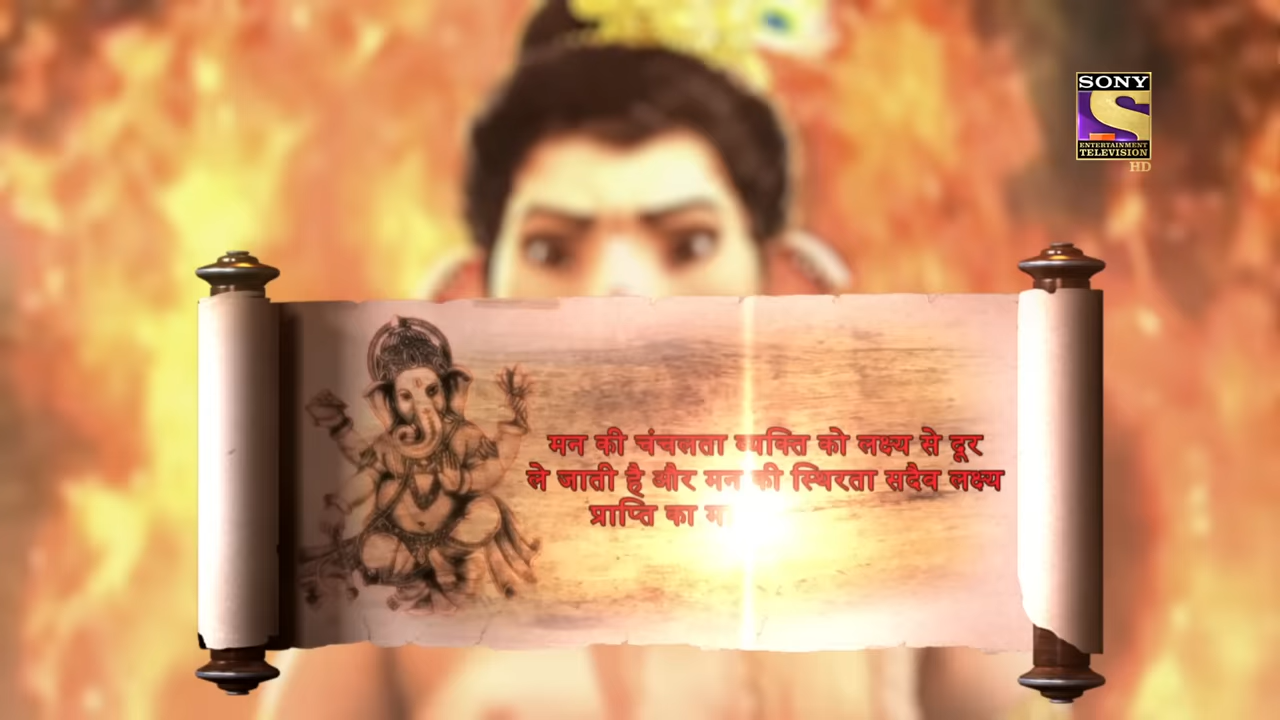 SONY
ENTERTAINMENT
TELEVISION
HD
मन की चंचलता व्यक्ति को लक्ष्य से दूर
ले जाती है और मन की स्थिरता सदैव लक्ष्य
प्राप्ति का